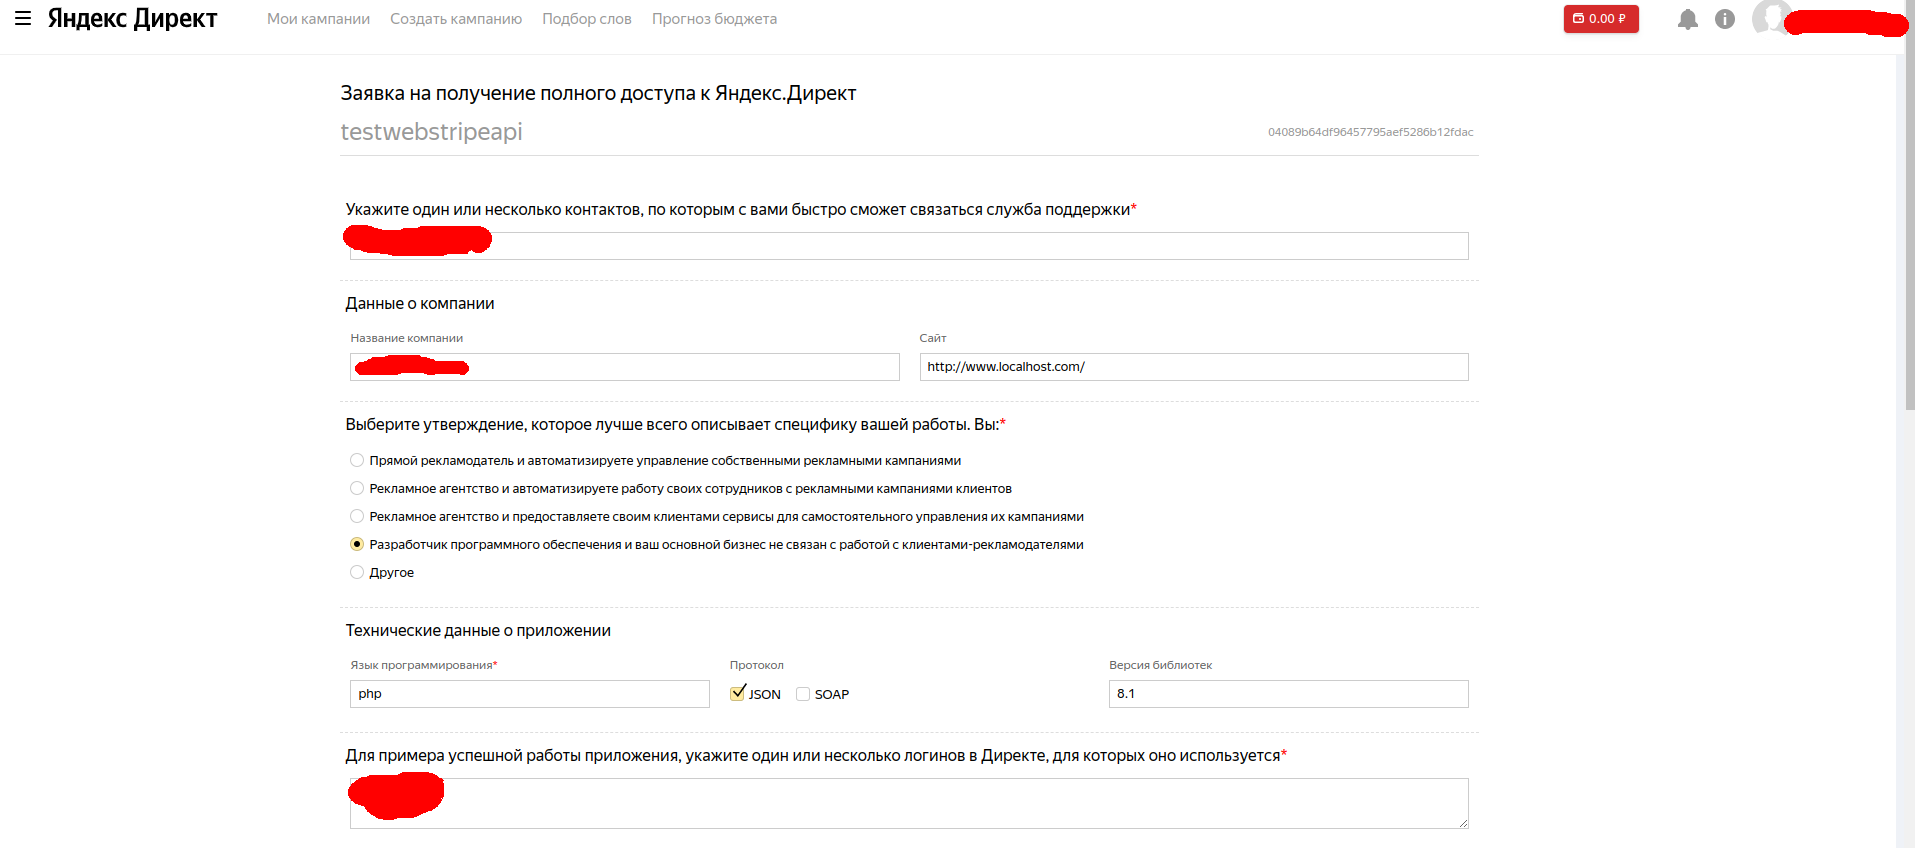 Яндекс Директ Мои кампании Создать кампанию Подбор слов Прогноз бюджета 0.00 ₽
Заявка на получение полного доступа к Яндекс.Директ
testwebstripeapi 04089b64df96457795aef5286b12fdac
Укажите один или несколько контактов, по которым с вами быстро сможет связаться служба поддержки*
Данные о компании
Название компании Сайт
http://www.localhost.com/
Выберите утверждение, которое лучше всего описывает специфику вашей работы. Вы:*
Прямой рекламодатель и автоматизируете управление собственными рекламными кампаниями
Рекламное агентство и автоматизируете работу своих сотрудников с рекламными кампаниями клиентов
Рекламное агентство и предоставляете своим клиентами сервисы для самостоятельного управления их кампаниями
Разработчик программного обеспечения и ваш основной бизнес не связан с работой с клиентами-рекламодателями
Другое
Технические данные о приложении
Язык программирования* Протокол Версия библиотек
php JSON SOAP 8.1
Для примера успешной работы приложения, укажите один или несколько логинов в Директе, для которых оно используется*